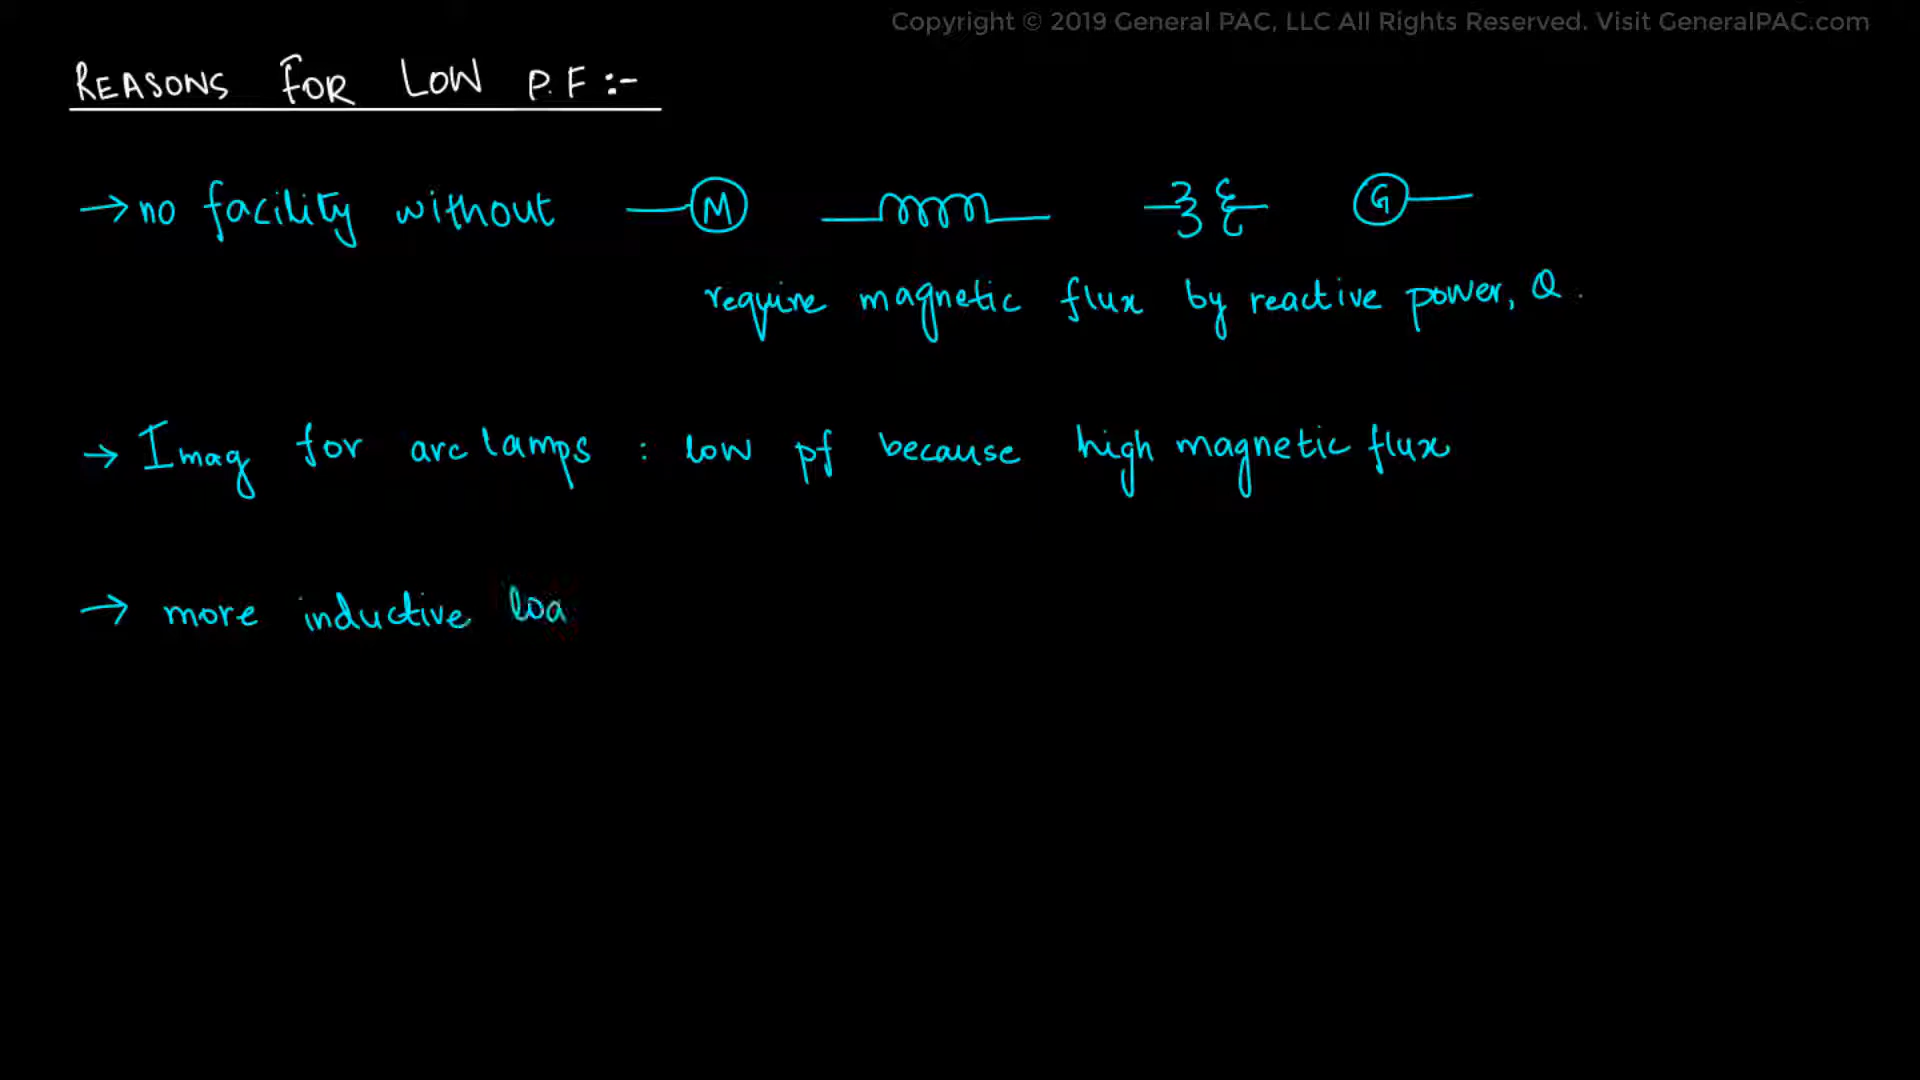 Copyright © 2019 General PAC, LLC All Rights Reserved. Visit GeneralPAC.com
REASONS FOR LOW P.F :-
→ no facility without M G
require magnetic flux by reactive power, Q.
→ Imag for arc lamps : low pf because high magnetic flux
→ more inductive loa